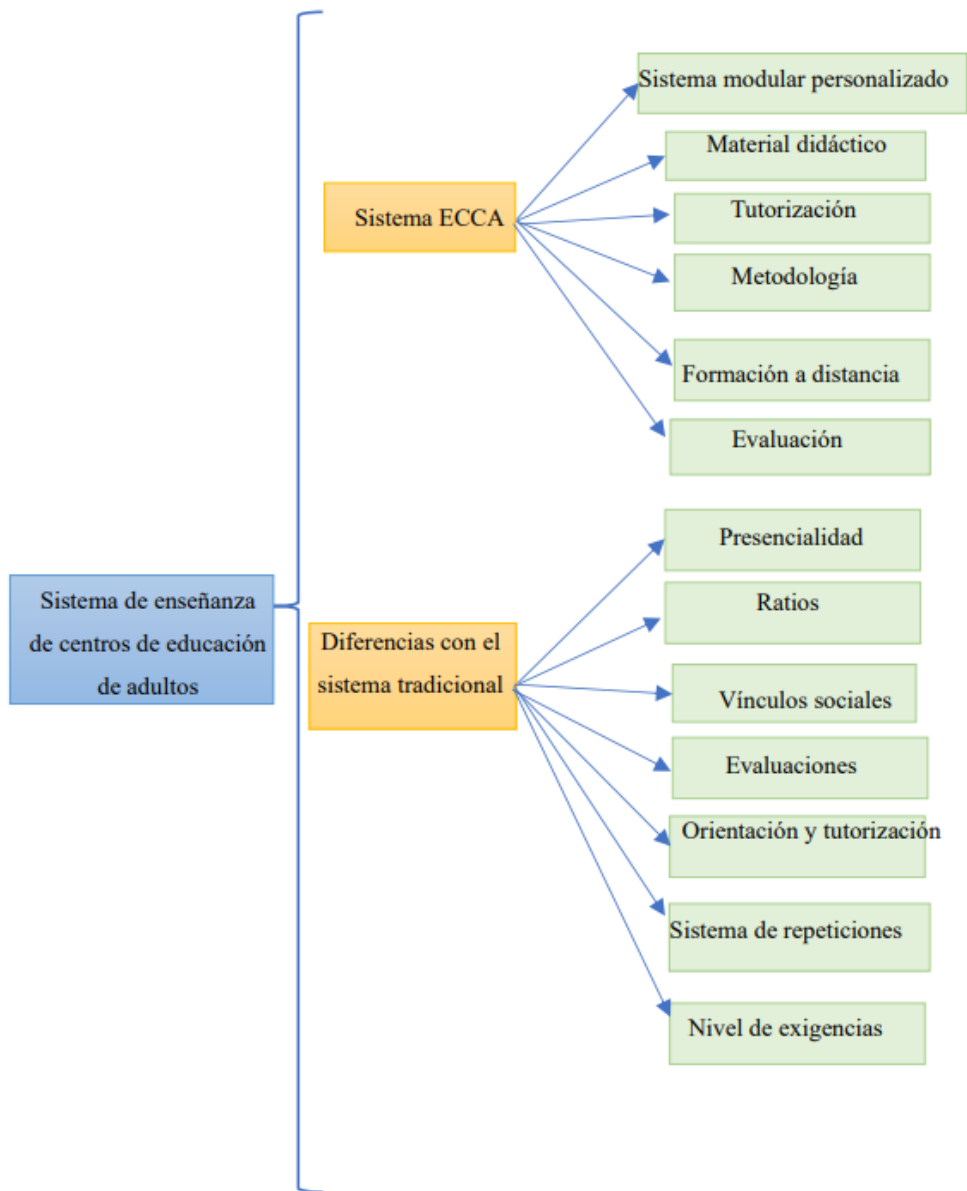 Sistema modular personalizado
Material didáctico
Sistema ECCA
Tutorización
Metodología
Formación a distancia
Evaluación
Presencialidad
Sistema de enseñanza
de centros de educación
de adultos
Ratios
Diferencias con el
sistema tradicional
Vínculos sociales
Evaluaciones
Orientación y tutorización
Sistema de repeticiones
Nivel de exigencias